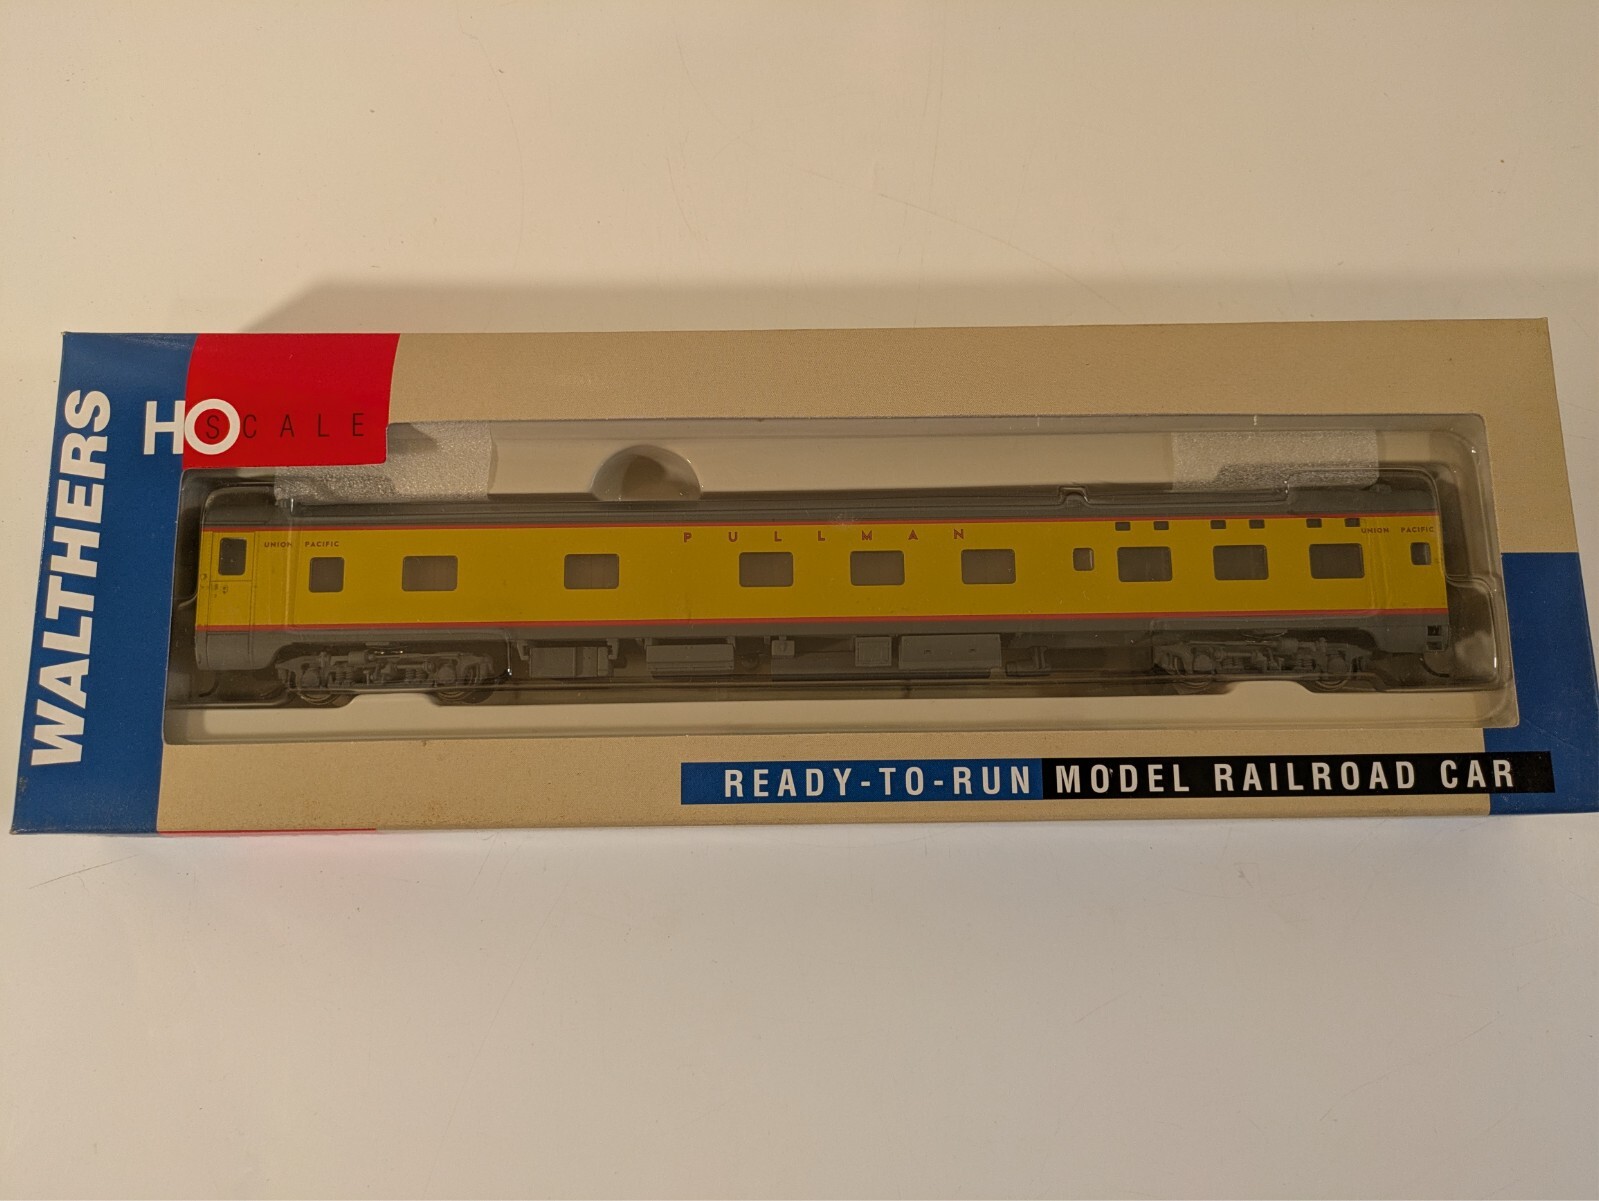 WALTHERS
HO SCALE
UNION PACIFIC
PULLMAN
UNION PACIFIC
READY-TO-RUN MODEL RAILROAD CAR